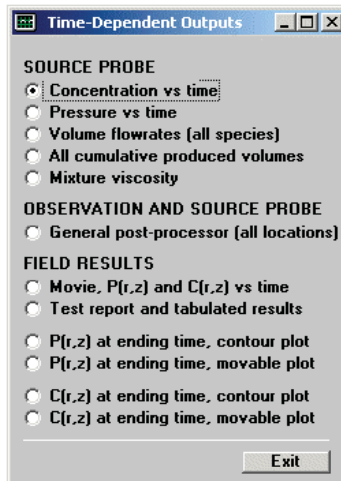 Time-Dependent Outputs
SOURCE PROBE
Concentration vs time
Pressure vs time
Volume flowrates (all species)
All cumulative produced volumes
Mixture viscosity
OBSERVATION AND SOURCE PROBE
General post-processor (all locations)
FIELD RESULTS
Movie, P(r,z) and C(r,z) vs time
Test report and tabulated results
P(r,z) at ending time, contour plot
P(r,z) at ending time, movable plot
C(r,z) at ending time, contour plot
C(r,z) at ending time, movable plot
Exit